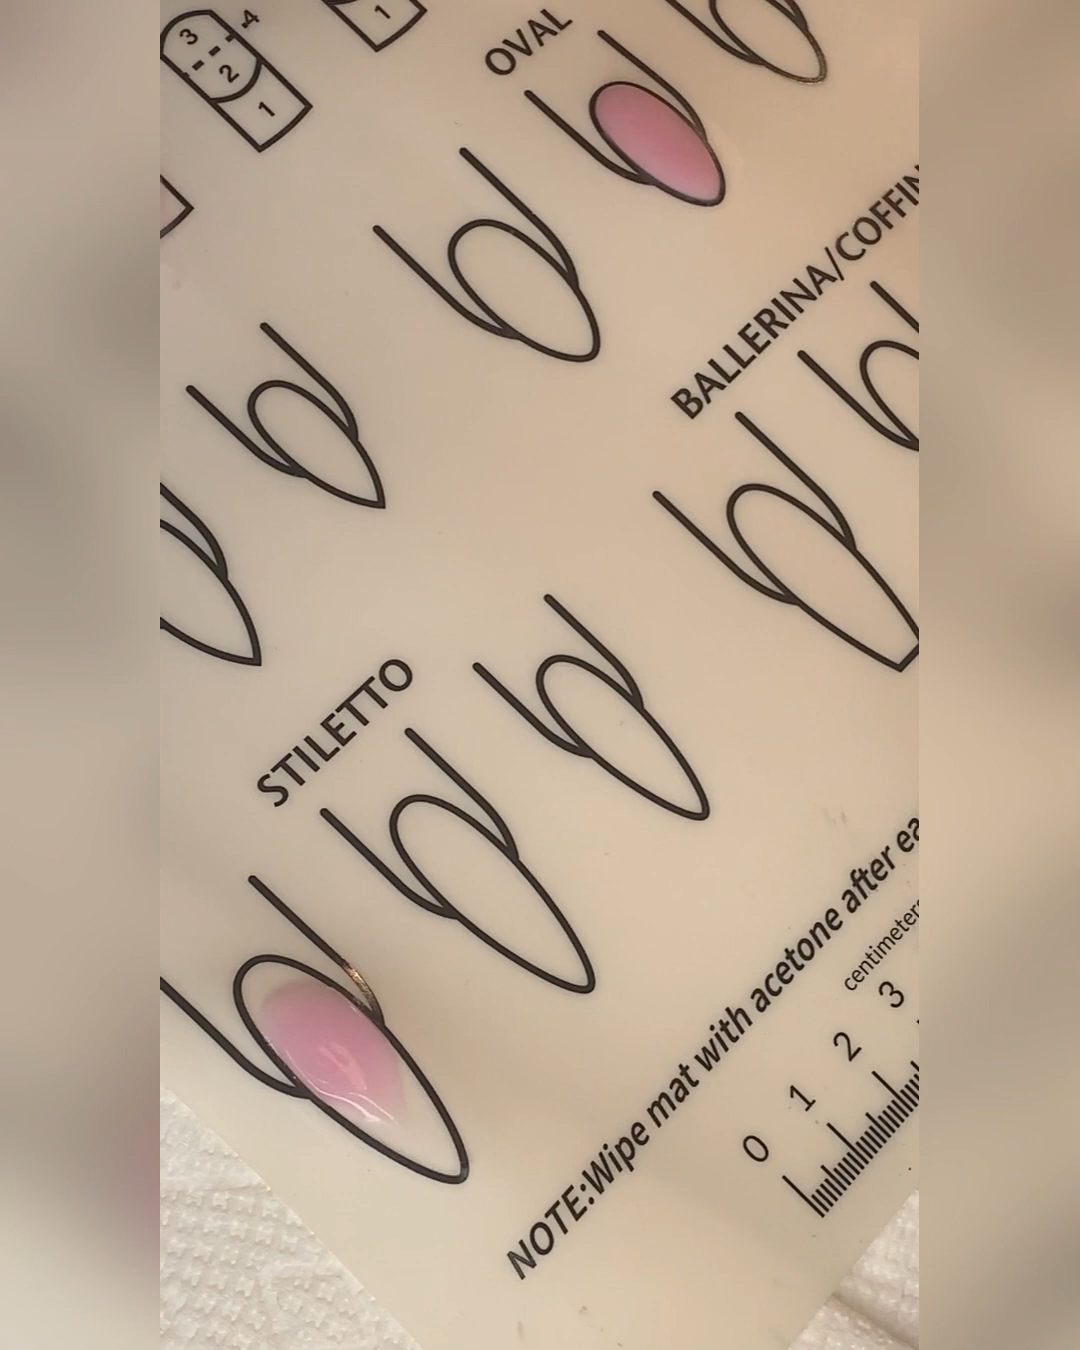 3
4
2
1
1
OVAL
BALLERINA/COFFIN
STILETTO
NOTE:Wipe mat with acetone after ea
centimeters
0 1 2 3